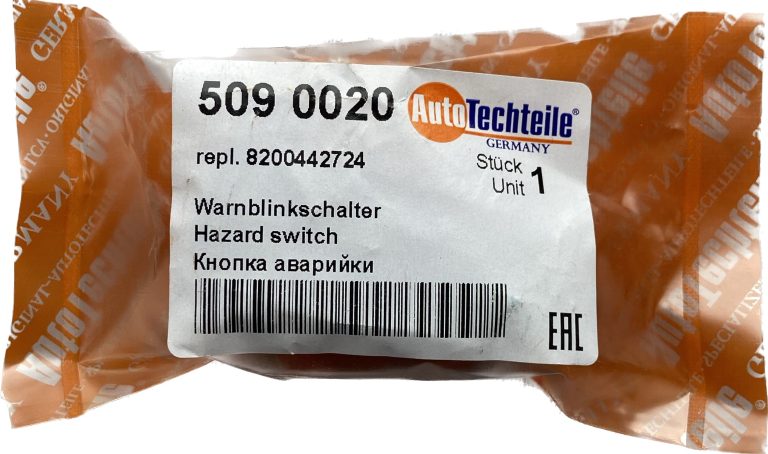 509 0020
AutoTechteile®
GERMANY
repl. 8200442724
Stück
Unit 1
Warnblinkschalter
Hazard switch
Кнопка аварийки
EAC